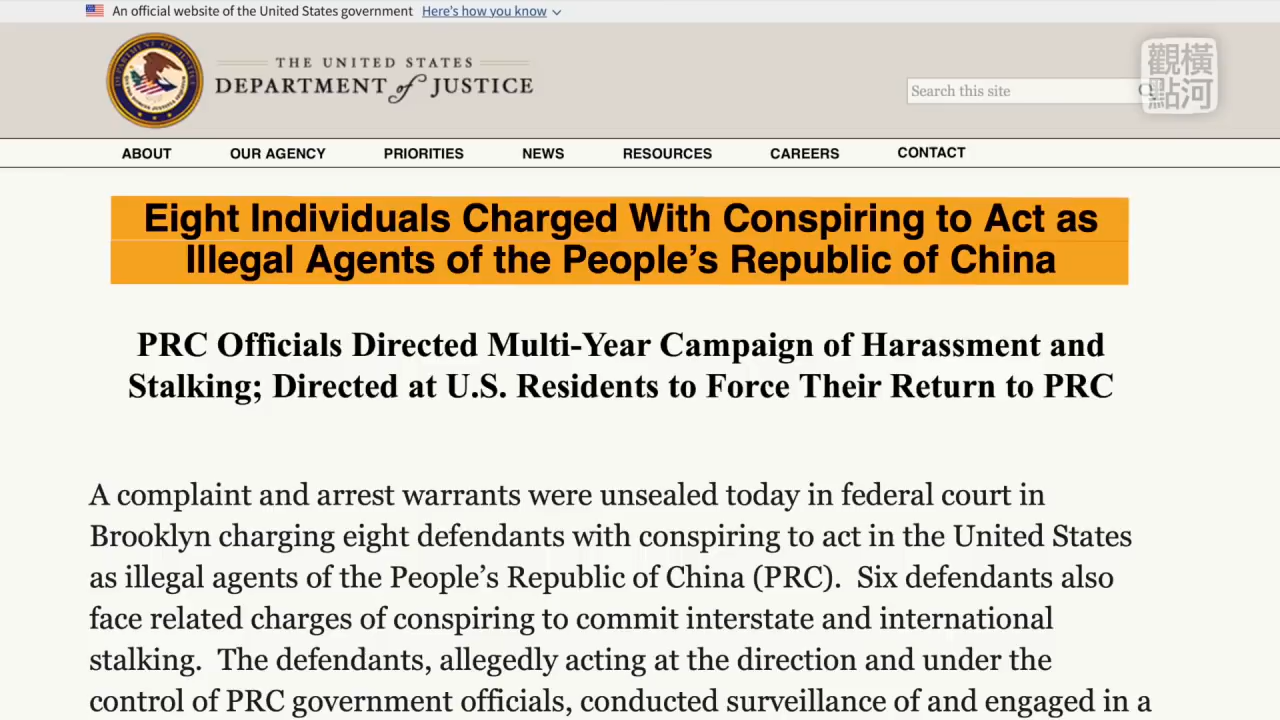 An official website of the United States government Here's how you know
THE UNITED STATES
DEPARTMENT of JUSTICE
Search this site
觀橫
點河
ABOUT OUR AGENCY PRIORITIES NEWS RESOURCES CAREERS CONTACT
Eight Individuals Charged With Conspiring to Act as
Illegal Agents of the People’s Republic of China
PRC Officials Directed Multi-Year Campaign of Harassment and
Stalking; Directed at U.S. Residents to Force Their Return to PRC
A complaint and arrest warrants were unsealed today in federal court in
Brooklyn charging eight defendants with conspiring to act in the United States
as illegal agents of the People’s Republic of China (PRC).  Six defendants also
face related charges of conspiring to commit interstate and international
stalking.  The defendants, allegedly acting at the direction and under the
control of PRC government officials, conducted surveillance of and engaged in a